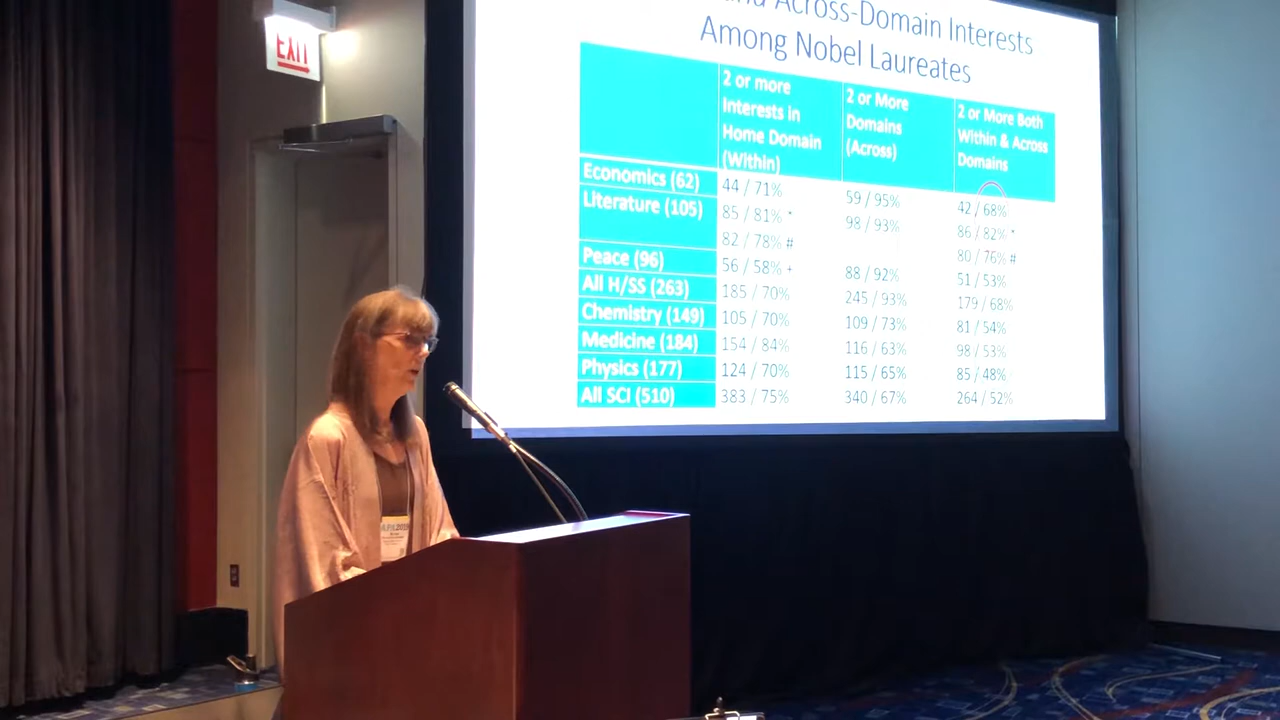 EXIT
Across-Domain Interests
Among Nobel Laureates
2 or more
Interests in
Home Domain
(Within)
2 or More
Domains
(Across)
2 or More Both
Within & Across
Domains
Economics (62) 44 / 71% 59 / 95% 42 / 68%
Literature (105) 85 / 81% * 98 / 93% 86 / 82% *
82 / 78% # 80 / 76% #
Peace (96) 56 / 58% + 88 / 92% 51 / 53%
All H/SS (263) 185 / 70% 245 / 93% 179 / 68%
Chemistry (149) 105 / 70% 109 / 73% 81 / 54%
Medicine (184) 154 / 84% 116 / 63% 98 / 53%
Physics (177) 124 / 70% 115 / 65% 85 / 48%
All SCI (510) 383 / 75% 340 / 67% 264 / 52%